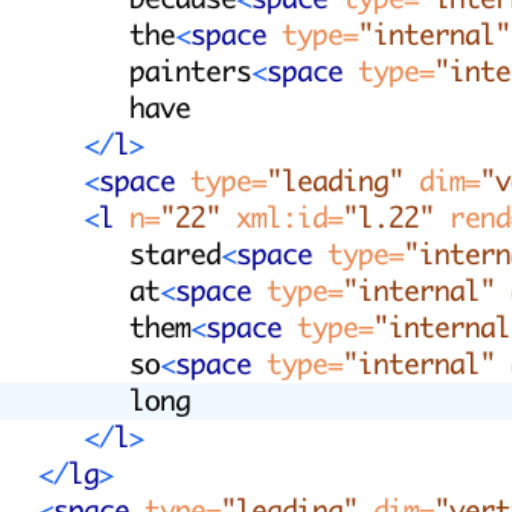 because<space type="inter
the<space type="internal"
painters<space type="inte
have
</l>
<space type="leading" dim="v
<l n="22" xml:id="l.22" rend=
stared<space type="intern
at<space type="internal"
them<space type="internal
so<space type="internal"
long
</l>
</lg>
<space type="leading" dim="vert